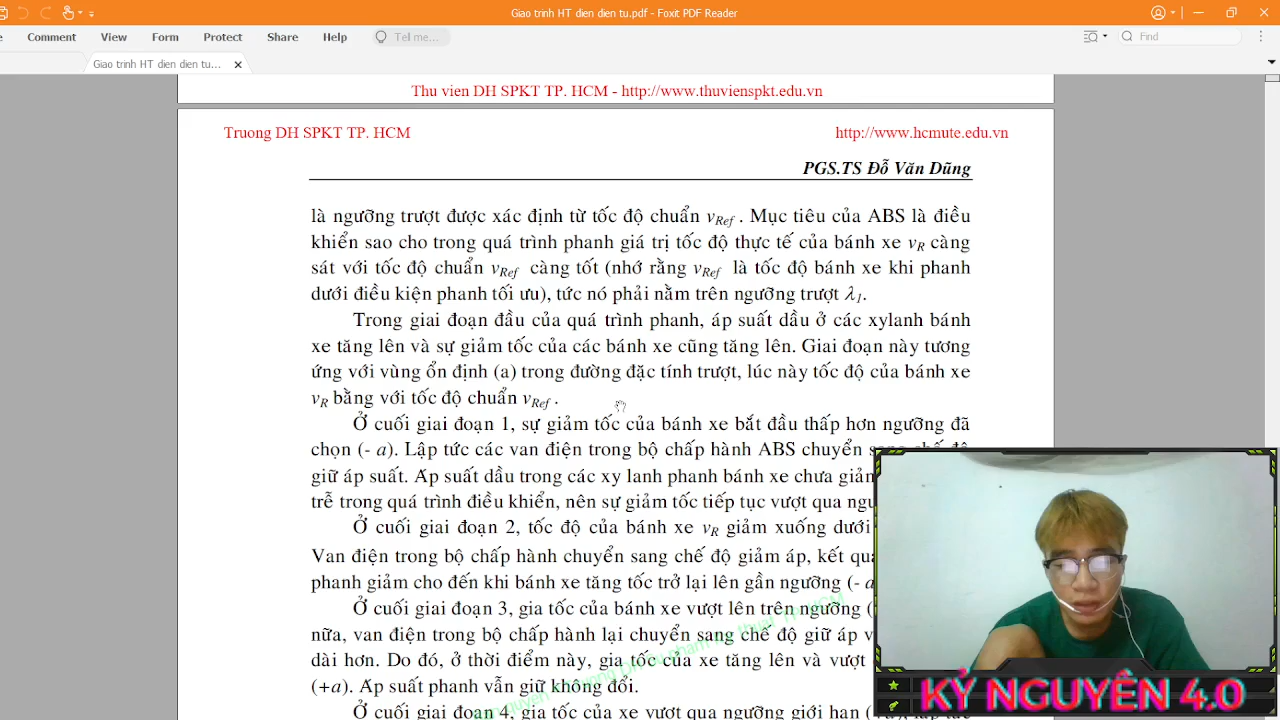 Giao trinh HT dien dien tu.pdf - Foxit PDF Reader
Comment View Form Protect Share Help Tell me... Find
Giao trinh HT dien dien tu...
Thu vien DH SPKT TP. HCM - http://www.thuvienspkt.edu.vn
Truong DH SPKT TP. HCM http://www.hcmute.edu.vn
PGS.TS Đỗ Văn Dũng
là ngưỡng trượt được xác định từ tốc độ chuẩn vRef . Mục tiêu của ABS là điều
khiển sao cho trong quá trình phanh giá trị tốc độ thực tế của bánh xe vR càng
sát với tốc độ chuẩn vRef càng tốt (nhớ rằng vRef là tốc độ bánh xe khi phanh
dưới điều kiện phanh tối ưu), tức nó phải nằm trên ngưỡng trượt λ1.
Trong giai đoạn đầu của quá trình phanh, áp suất dầu ở các xylanh bánh
xe tăng lên và sự giảm tốc của các bánh xe cũng tăng lên. Giai đoạn này tương
ứng với vùng ổn định (a) trong đường đặc tính trượt, lúc này tốc độ của bánh xe
vR bằng với tốc độ chuẩn vRef .
Ở cuối giai đoạn 1, sự giảm tốc của bánh xe bắt đầu thấp hơn ngưỡng đã
chọn (- a). Lập tức các van điện trong bộ chấp hành ABS chuyển sang chế độ
giữ áp suất. Áp suất dầu trong các xy lanh phanh bánh xe chưa giảm
trễ trong quá trình điều khiển, nên sự giảm tốc tiếp tục vượt qua
Ở cuối giai đoạn 2, tốc độ của bánh xe vR giảm xuống dưới
Van điện trong bộ chấp hành chuyển sang chế độ giảm áp, kết
phanh giảm cho đến khi bánh xe tăng tốc trở lại lên gần ngưỡng (- a
Ở cuối giai đoạn 3, gia tốc của bánh xe vượt lên trên ngưỡng (
nữa, van điện trong bộ chấp hành lại chuyển sang chế độ giữ áp
dài hơn. Do đó, ở thời điểm này, gia tốc của xe tăng lên và vượt
(+a). Áp suất phanh vẫn giữ không đổi.
Ở cuối giai đoạn 4, gia tốc của xe vượt qua ngưỡng giới hạn
KỶ NGUYÊN 4.0